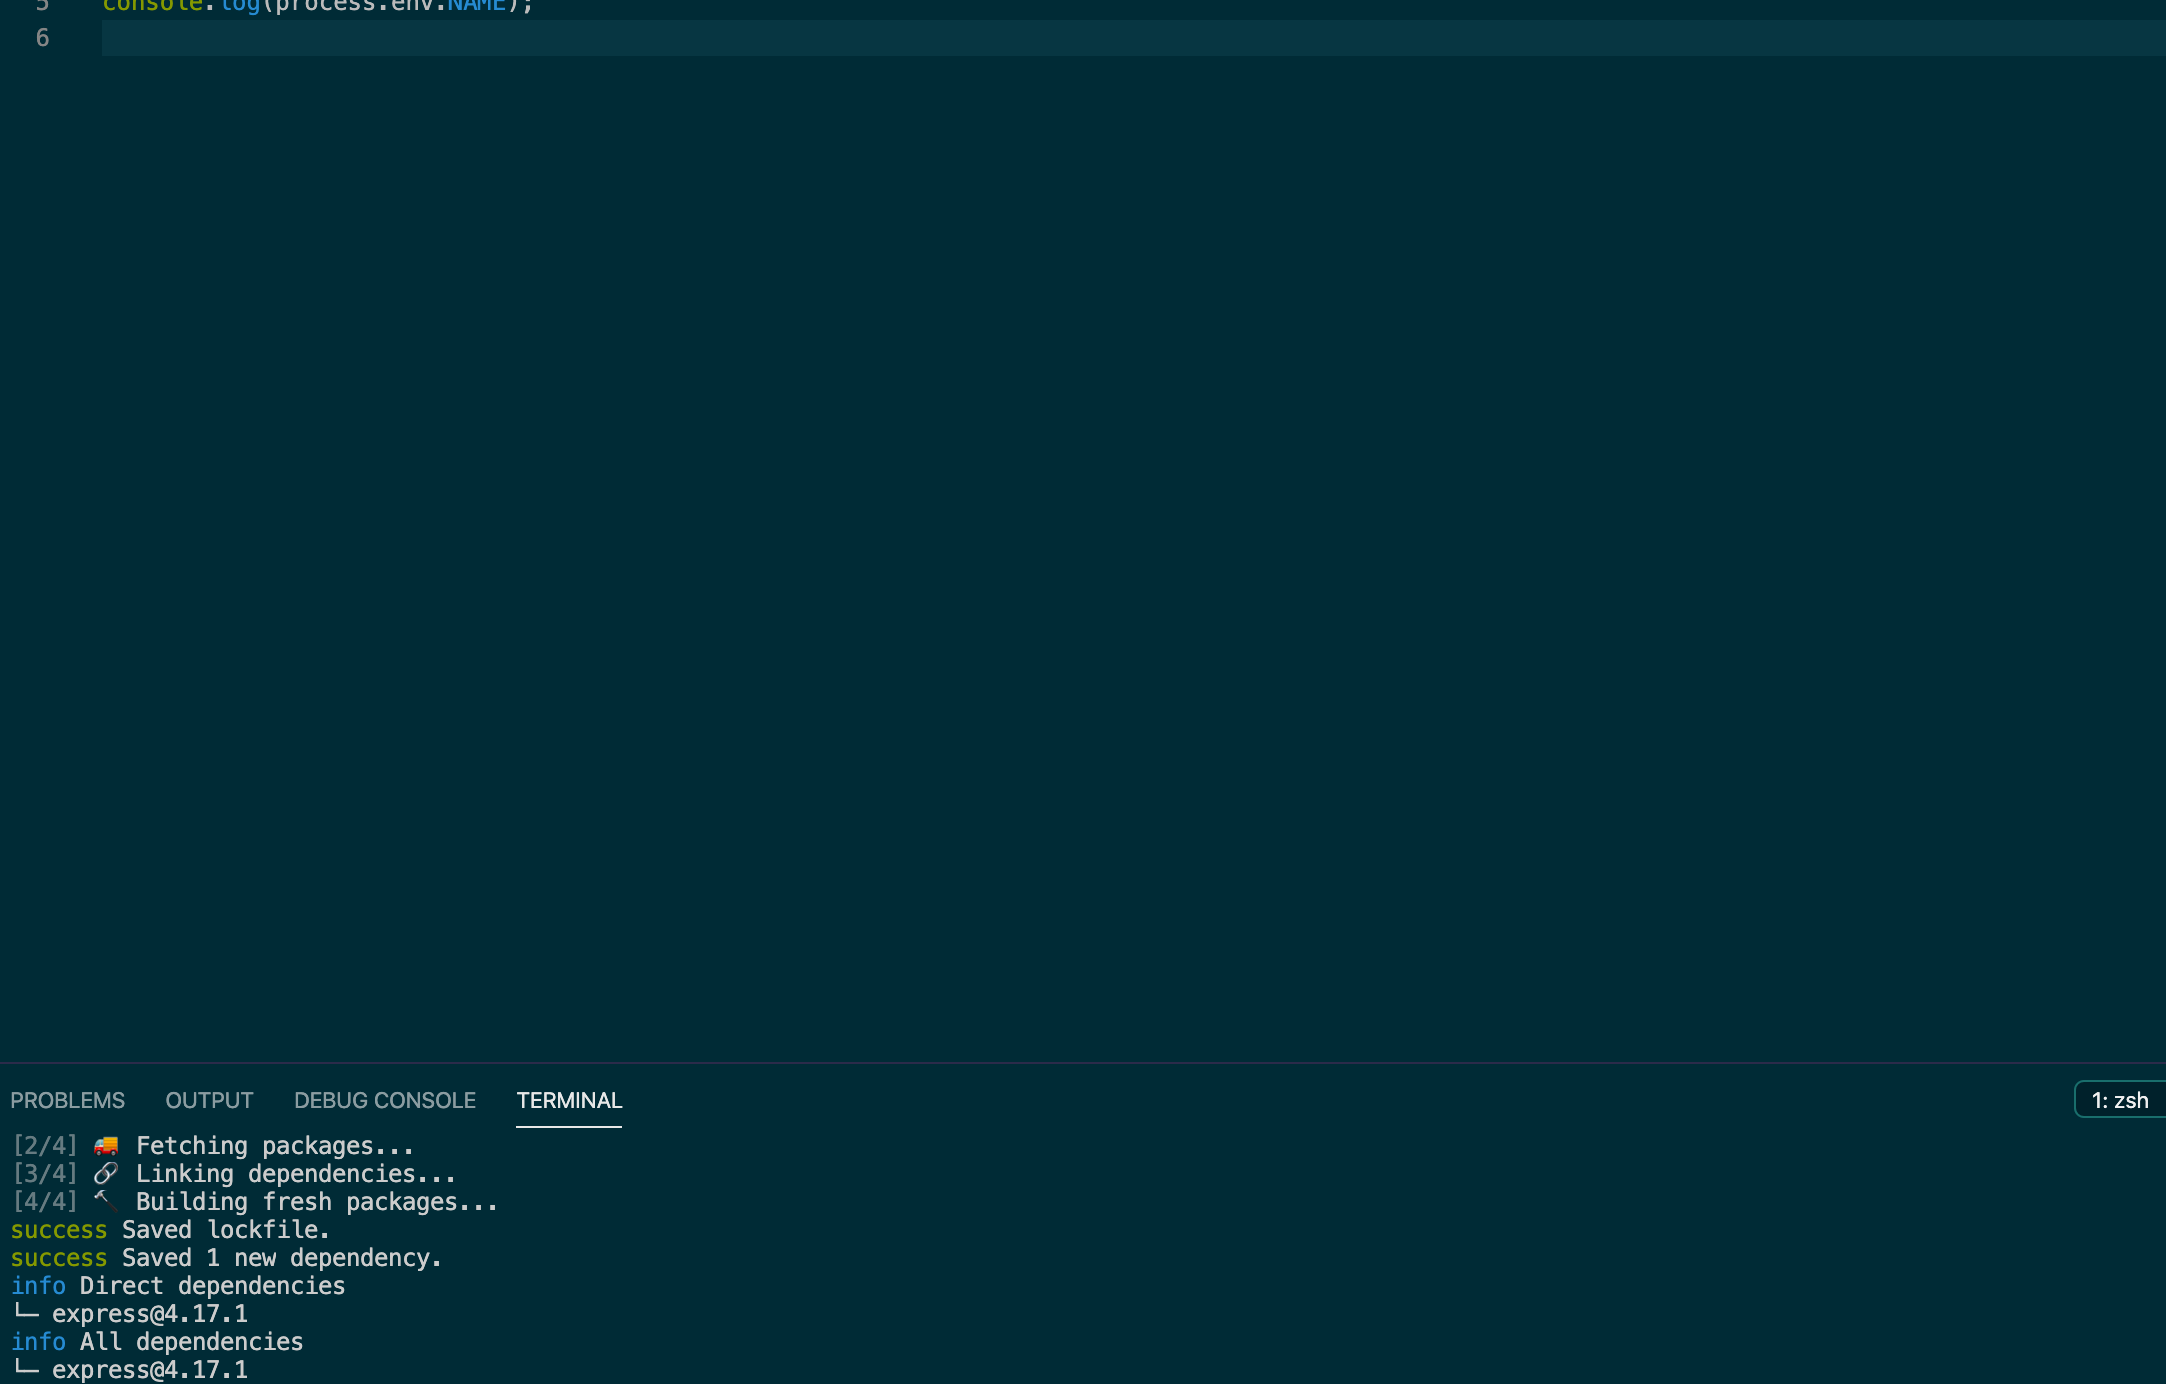 5 console.log(process.env.NAME);
6
PROBLEMS OUTPUT DEBUG CONSOLE TERMINAL 1: zsh
[2/4] 🚚 Fetching packages...
[3/4] 🔗 Linking dependencies...
[4/4] 🔨 Building fresh packages...
success Saved lockfile.
success Saved 1 new dependency.
info Direct dependencies
└─ express@4.17.1
info All dependencies
└─ express@4.17.1